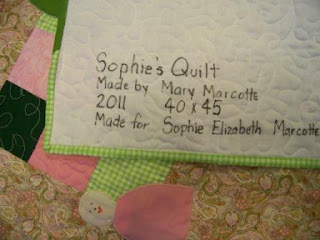 Sophie's Quilt
Made by Mary Marcotte
2011 40 x 45
Made for Sophie Elizabeth Marcotte